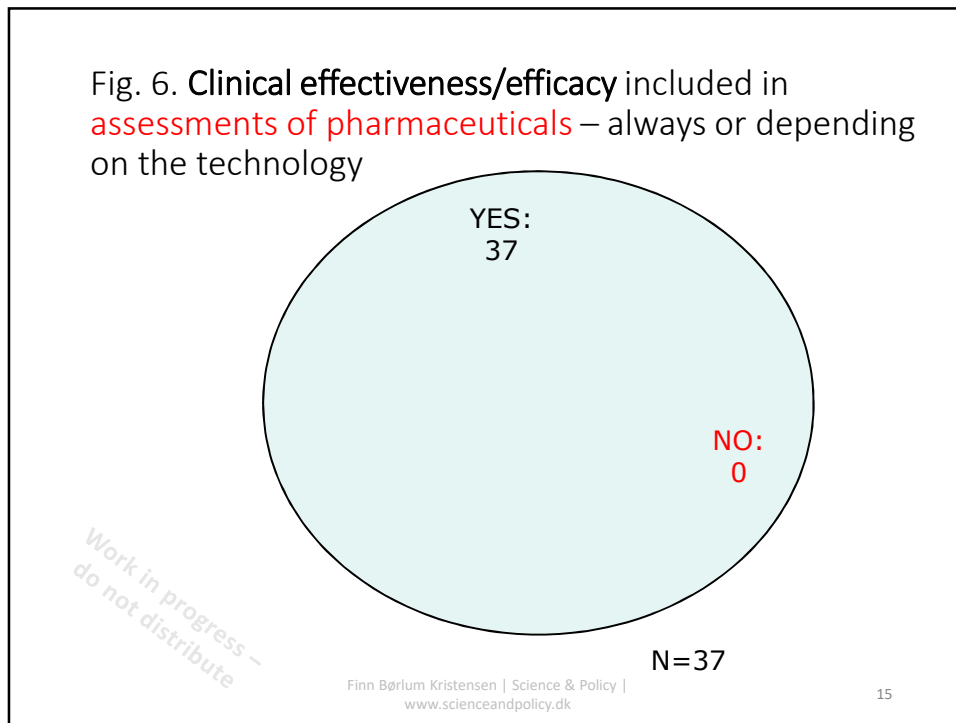 Fig. 6. Clinical effectiveness/efficacy included in
assessments of pharmaceuticals – always or depending
on the technology
YES:
37
NO:
0
Work in progress –
do not distribute
N=37
Finn Børlum Kristensen | Science & Policy |
www.scienceandpolicy.dk
15